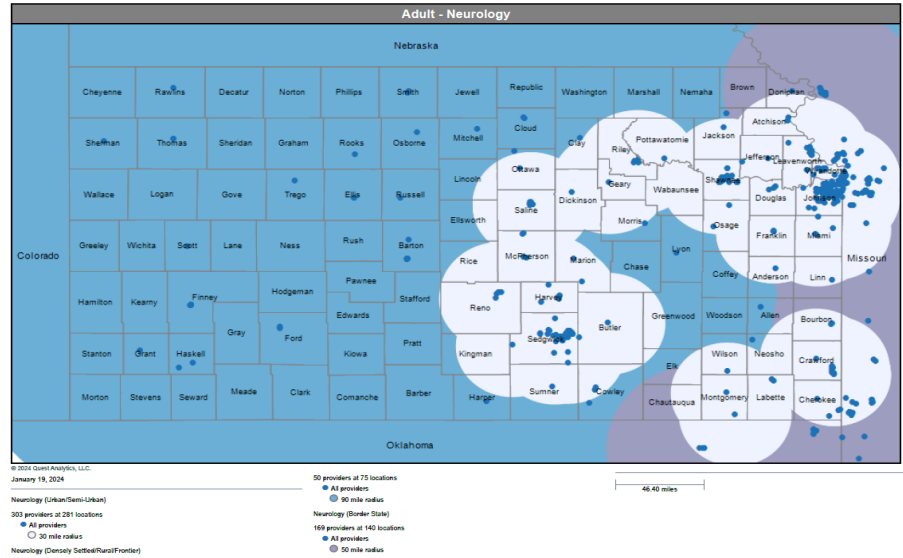 Adult - Neurology
Nebraska
Cheyenne Rawlins Decatur Norton Phillips Smith Jewell Republic Washington Marshall Nemaha Brown Doniphan
Atchison
Sherman Thomas Sheridan Graham Rooks Osborne Mitchell Cloud Clay Riley Pottawatomie Jackson
Jefferson Leavenworth
Wallace Logan Gove Trego Ellis Russell Lincoln Ottawa Geary Wabaunsee Shawnee Wyandotte
Dickinson Douglas Johnson
Ellsworth Saline Morris Osage
Colorado Greeley Wichita Scott Lane Ness Rush Barton Rice McPherson Marion Chase Lyon Franklin Miami Missouri
Hamilton Kearny Finney Hodgeman Pawnee Stafford Reno Harvey Coffey Anderson Linn
Gray Ford Edwards Butler Greenwood Woodson Allen Bourbon
Stanton Grant Haskell Kiowa Pratt Kingman Sedgwick Elk Wilson Neosho Crawford
Morton Stevens Seward Meade Clark Comanche Barber Harper Sumner Cowley Chautauqua Montgomery Labette Cherokee
Oklahoma
© 2024 Quest Analytics, LLC.
January 19, 2024
Neurology (Urban/Semi-Urban)
303 providers at 281 locations
All providers
30 mile radius
Neurology (Densely Settled/Rural/Frontier)
50 providers at 75 locations
All providers
90 mile radius
Neurology (Border State)
169 providers at 140 locations
All providers
50 mile radius
46.40 miles